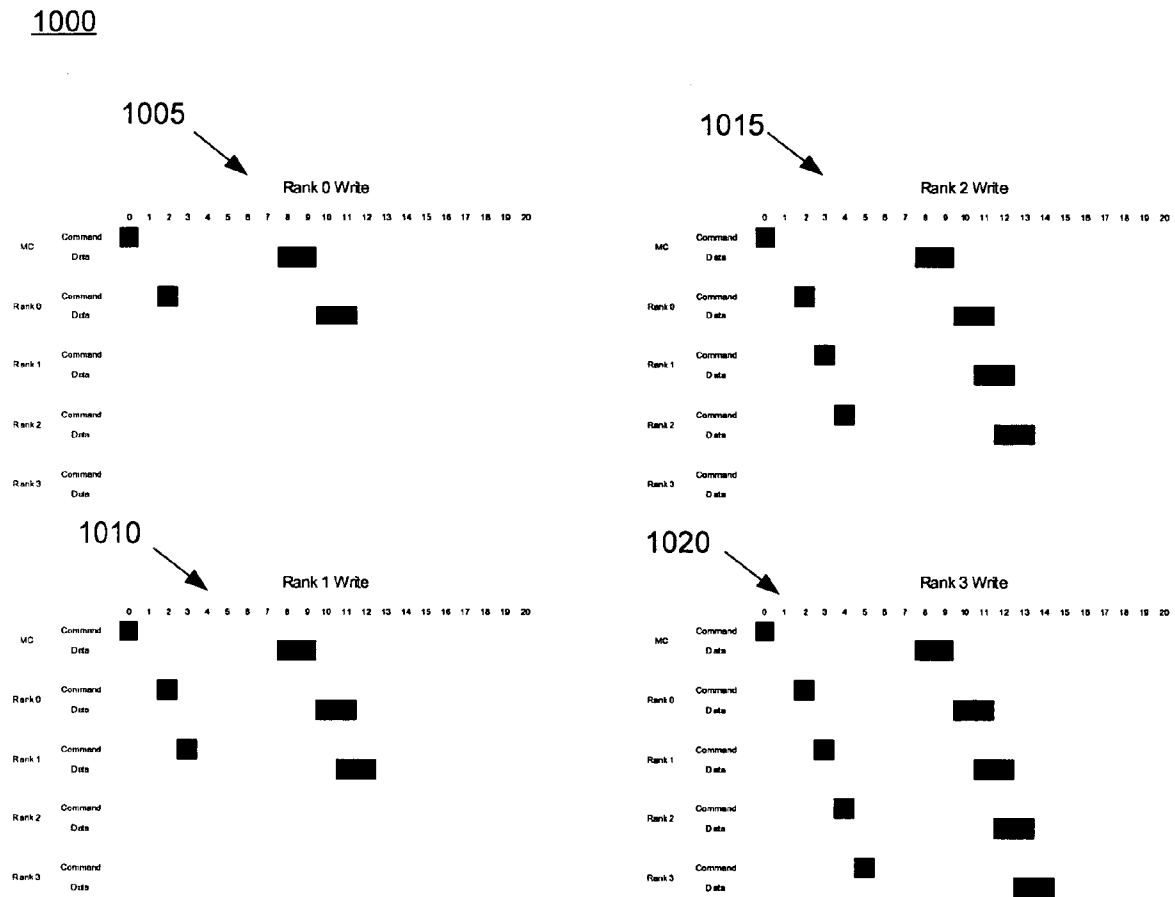 1000
1005
Rank 0 Write
0 1 2 3 4 5 6 7 8 9 10 11 12 13 14 15 16 17 18 19 20
MC Command
Data
Rank 0 Command
Data
Rank 1 Command
Data
Rank 2 Command
Data
Rank 3 Command
Data
1015
Rank 2 Write
0 1 2 3 4 5 6 7 8 9 10 11 12 13 14 15 16 17 18 19 20
MC Command
Data
Rank 0 Command
Data
Rank 1 Command
Data
Rank 2 Command
Data
Rank 3 Command
Data
1010
Rank 1 Write
0 1 2 3 4 5 6 7 8 9 10 11 12 13 14 15 16 17 18 19 20
MC Command
Data
Rank 0 Command
Data
Rank 1 Command
Data
Rank 2 Command
Data
Rank 3 Command
Data
1020
Rank 3 Write
0 1 2 3 4 5 6 7 8 9 10 11 12 13 14 15 16 17 18 19 20
MC Command
Data
Rank 0 Command
Data
Rank 1 Command
Data
Rank 2 Command
Data
Rank 3 Command
Data